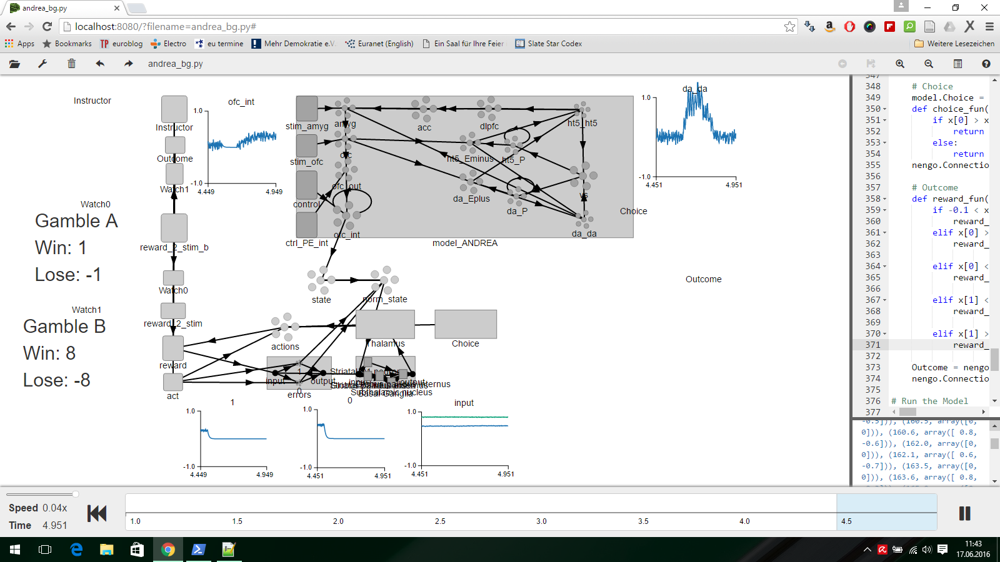 andrea_bg.py
localhost:8080/?filename=andrea_bg.py#
Apps Bookmarks euroblog Electro eu termine Mehr Demokratie e.V. Euranet (English) Ein Saal für Ihre Feier Slate Star Codex Weitere Lesezeichen
andrea_bg.py
Instructor
Instructor
Outcome
Watch1
Watch0
Gamble A
Win: 1
Lose: -1
reward_2_stim_b
Watch0
Watch1
Gamble B
Win: 8
Lose: -8
reward_2_stim
reward
act
ofc_int
1.0
-1.0
4.449 4.949
stim_amyg
stim_ofc
control
ctrl_PE_int
amyg
ofc
ofc_out
ofc_int
acc
dlpfc
ht5_ht5
ht5_Eminus
ht5_P
da_Eplus
da_P
vs
da_da
model_ANDREA
da_da
1.0
-1.0
4.451 4.951
Choice
Outcome
state
norm_state
actions
Thalamus
Choice
input
1
output
0
errors
output
Subthalamic nucleus
Basal Ganglia
1
1.0
-1.0
4.449 4.949
0
1.0
-1.0
4.451 4.951
input
1.0
-1.0
4.451 4.951
347
348 # Choice
349 model.Choice =
350 def choice_fun(
351 if x[0] > x
352 return
353 else:
354 return
355 nengo.Connectio
356
357 # Outcome
358 def reward_fun(
359 if -0.1 < x
360 reward_
361 elif x[0] >
362 reward_
363
364 elif x[0] <
365 reward_
366
367 elif x[1] <
368 reward_
369
370 elif x[1] >
371 reward_
372
373 Outcome = nengo
374 nengo.Connectio
375
376 # Run the Model
377
-0.5])), (160.5, array([0,
0])), (160.6, array([ 0.8,
-0.6])), (162.0, array([0,
0])), (162.1, array([ 0.6,
-0.7])), (163.5, array([0,
0])), (163.6, array([ 0.8,
Speed 0.04x
Time 4.951
1.0 1.5 2.0 2.5 3.0 3.5 4.0 4.5
11:43
17.06.2016